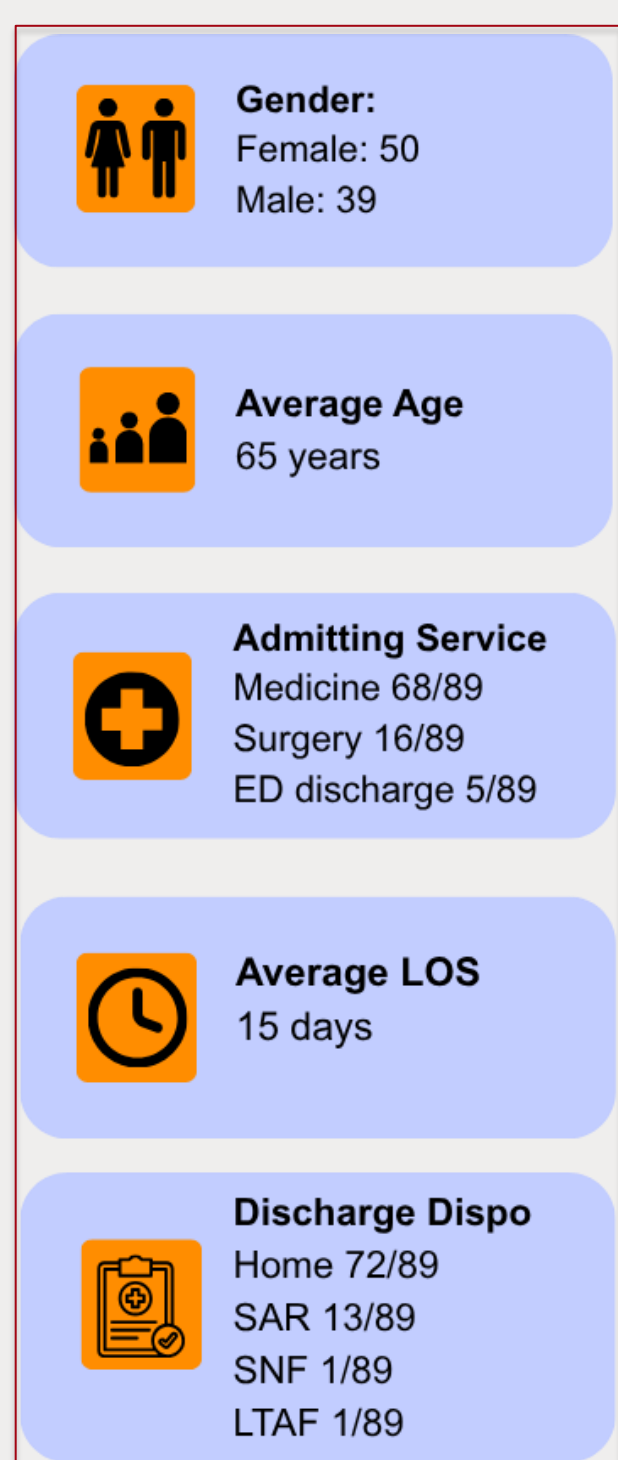 Gender:
Female: 50
Male: 39
Average Age
65 years
Admitting Service
Medicine 68/89
Surgery 16/89
ED discharge 5/89
Average LOS
15 days
Discharge Dispo
Home 72/89
SAR 13/89
SNF 1/89
LTAF 1/89